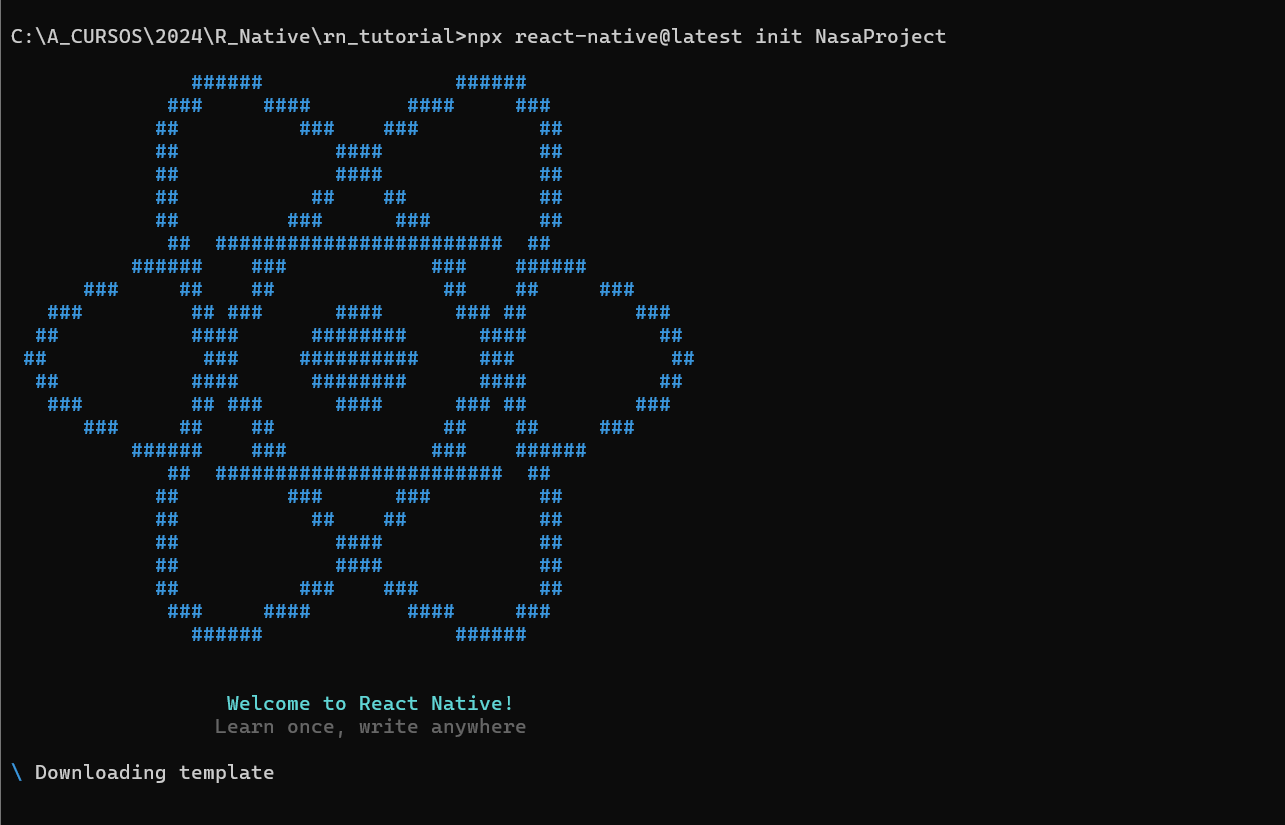 C:\A_CURSOS\2024\R_Native\rn_tutorial>npx react-native@latest init NasaProject
               ######                ######
             ###     ####        ####     ###
            ##          ###    ###          ##
            ##             ####             ##
            ##             ####             ##
            ##           ##    ##           ##
            ##         ###      ###         ##
             ##  ########################  ##
          ######    ###            ###    ######
      ###     ##    ##              ##    ##     ###
   ###         ## ###      ####      ### ##         ###
  ##           ####      ########      ####           ##
 ##             ###     ##########     ###             ##
  ##           ####      ########      ####           ##
   ###         ## ###      ####      ### ##         ###
      ###     ##    ##              ##    ##     ###
          ######    ###            ###    ######
             ##  ########################  ##
            ##         ###      ###         ##
            ##           ##    ##           ##
            ##             ####             ##
            ##             ####             ##
            ##          ###    ###          ##
             ###     ####        ####     ###
               ######                ######
Welcome to React Native!
Learn once, write anywhere
\ Downloading template